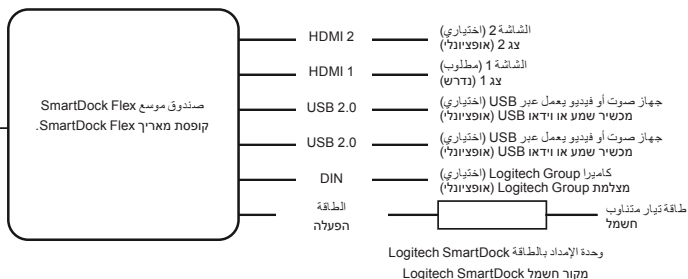 صندوق موسع SmartDock Flex
קופסת מאריך SmartDock Flex.
HDMI 2
الشاشة 2 (اختياري)
צג 2 (אופציונלי)
HDMI 1
الشاشة 1 (مطلوب)
צג 1 (נדרש)
USB 2.0
جهاز صوت أو فيديو يعمل عبر USB (اختياري)
מכשיר שמע או וידאו USB (אופציונלי)
USB 2.0
جهاز صوت أو فيديو يعمل عبر USB (اختياري)
מכשיר שמע או וידאו USB (אופציונלי)
DIN
كاميرا Logitech Group (اختياري)
מצלמת Logitech Group (אופציונלי)
الطاقة
הפעלה
طاقة تيار متناوب
חשמל
وحدة الإمداد بالطاقة Logitech SmartDock
מקור חשמל Logitech SmartDock